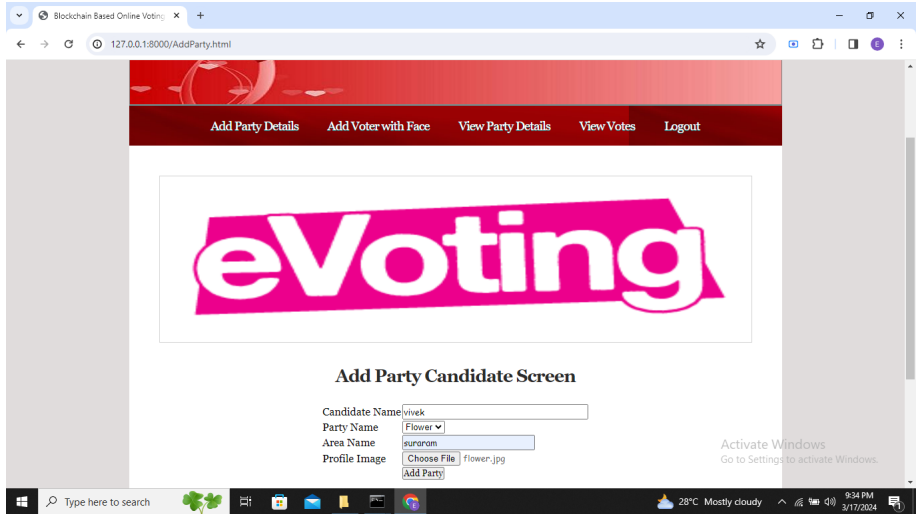 Blockchain Based Online Voting
127.0.0.1:8000/AddParty.html
E
Add Party Details Add Voter with Face View Party Details View Votes Logout
eVoting
Add Party Candidate Screen
Candidate Name vivek
Party Name Flower
Area Name suraram
Profile Image Choose File flower.jpg
Add Party
Activate Windows
Go to Settings to activate Windows.
Type here to search
28°C Mostly cloudy
9:34 PM
3/17/2024
1